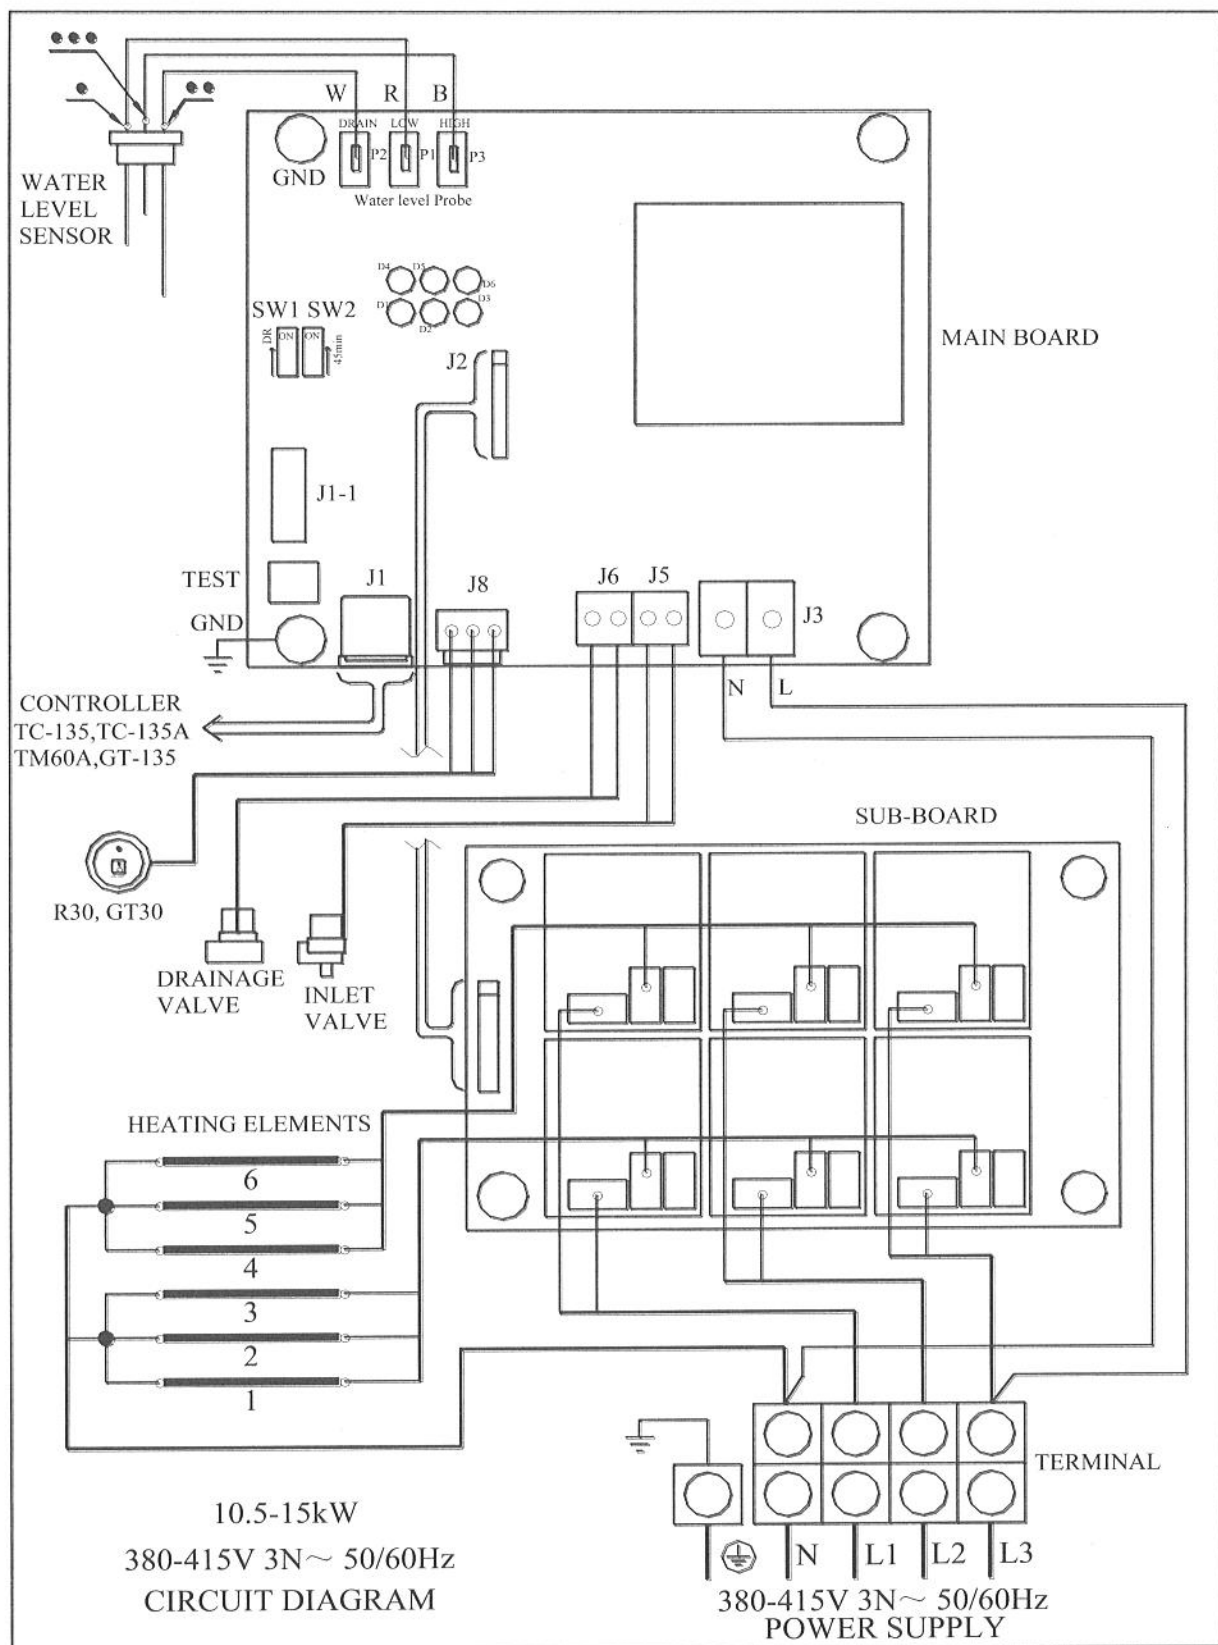 W R B
DRAIN LOW HIGH
P2 P1 P3
GND
Water level Probe
WATER
LEVEL
SENSOR
D4 D5 D6
D1 D2 D3
SW1 SW2
DR ON ON 45min
J2
MAIN BOARD
J1-1
TEST
J1 J8 J6 J5 J3
GND
N L
CONTROLLER
TC-135,TC-135A
TM60A,GT-135
SUB-BOARD
R30, GT30
DRAINAGE
VALVE
INLET
VALVE
HEATING ELEMENTS
6
5
4
3
2
1
TERMINAL
10.5-15kW
380-415V 3N～ 50/60Hz
CIRCUIT DIAGRAM
N L1 L2 L3
380-415V 3N～ 50/60Hz
POWER SUPPLY